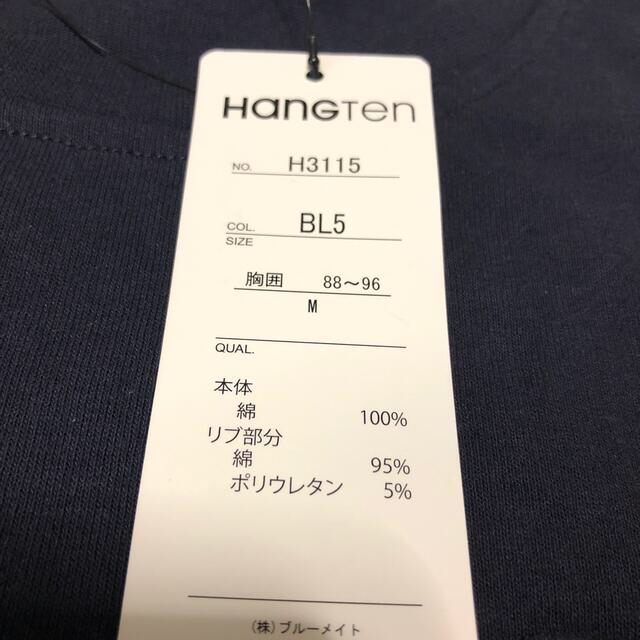 HanGTen
NO. H3115
COL. BL5
SIZE
胸囲 88〜96
M
QUAL.
本体
綿 100%
リブ部分
綿 95%
ポリウレタン 5%
(株)ブルーメイト